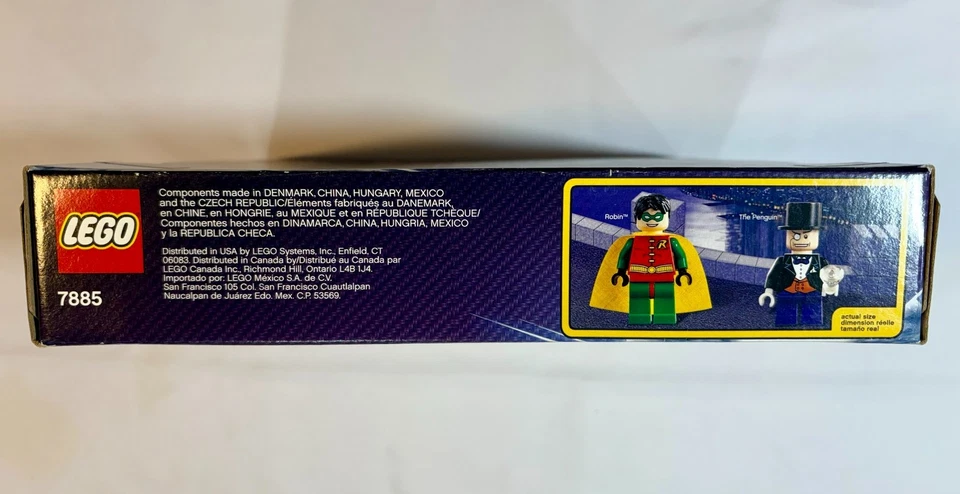 LEGO
7885
Components made in DENMARK, CHINA, HUNGARY, MEXICO
and the CZECH REPUBLIC/Éléments fabriqués au DANEMARK,
en CHINE, en HONGRIE, au MEXIQUE et en RÉPUBLIQUE TCHÈQUE/
Componentes hechos en DINAMARCA, CHINA, HUNGRIA, MEXICO
y la REPUBLICA CHECA.
Distributed in USA by LEGO Systems, Inc., Enfield, CT
06083. Distributed in Canada by/Distribué au Canada par
LEGO Canada Inc., Richmond Hill, Ontario L4B 1J4.
Importado por: LEGO México S.A. de C.V.
San Francisco 105 Col. San Francisco Cuautlalpan
Naucalpan de Juárez Edo. Mex. C.P. 53569.
Robin™
The Penguin™
R
actual size
dimension réelle
tamaño real